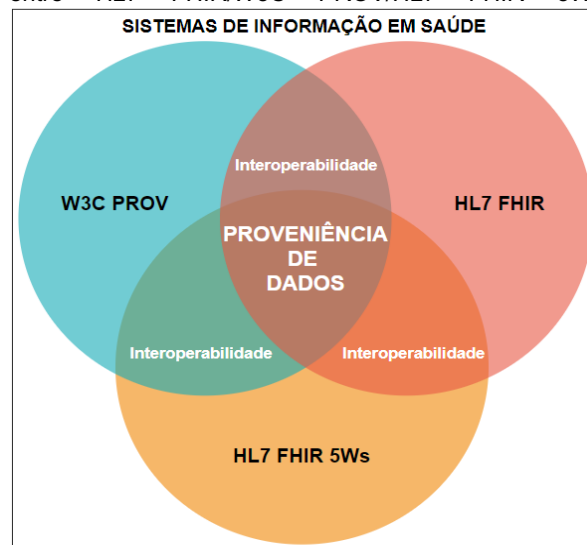 SISTEMAS DE INFORMAÇÃO EM SAÚDE
Interoperabilidade
W3C PROV
HL7 FHIR
PROVENIÊNCIA
DE
DADOS
Interoperabilidade
Interoperabilidade
HL7 FHIR 5Ws